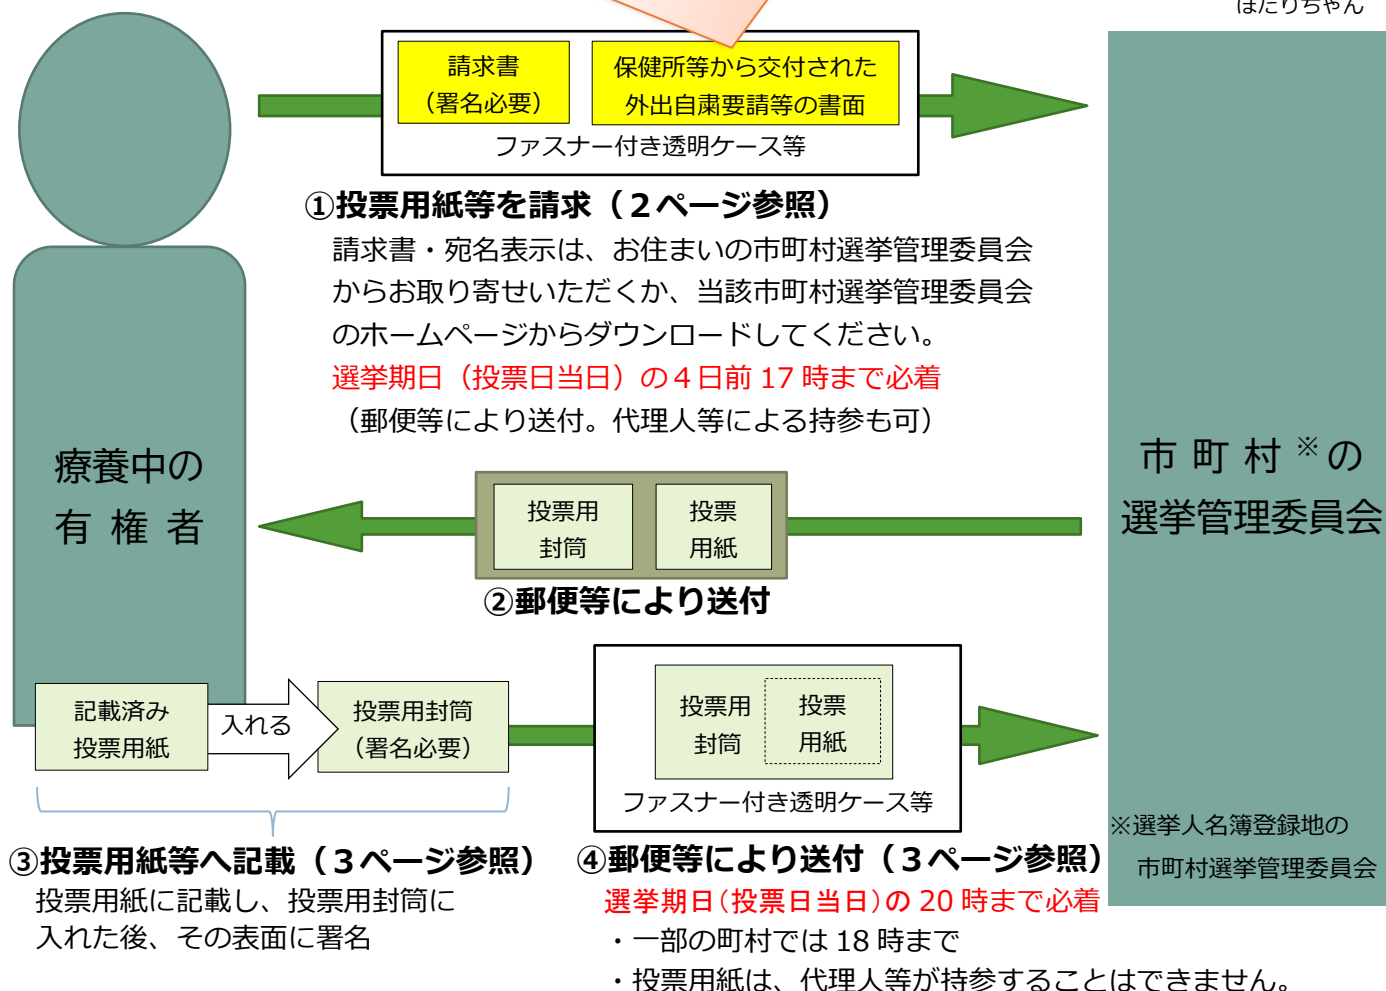 ほたりちゃん
請求書
（署名必要）
保健所等から交付された
外出自粛要請等の書面
ファスナー付き透明ケース等
①投票用紙等を請求（２ページ参照）
請求書・宛名表示は、お住まいの市町村選挙管理委員会
からお取り寄せいただくか、当該市町村選挙管理委員会
のホームページからダウンロードしてください。
選挙期日（投票日当日）の４日前 17 時まで必着
（郵便等により送付。代理人等による持参も可）
療養中の
有 権 者
市 町 村 ※ の
選挙管理委員会
投票用
封筒
投票
用紙
②郵便等により送付
記載済み
投票用紙
入れる
投票用封筒
（署名必要）
投票用
封筒
投票
用紙
ファスナー付き透明ケース等
※選挙人名簿登録地の
市町村選挙管理委員会
③投票用紙等へ記載（３ページ参照）
投票用紙に記載し、投票用封筒に
入れた後、その表面に署名
④郵便等により送付（３ページ参照）
選挙期日（投票日当日）の 20 時まで必着
・一部の町村では 18 時まで
・投票用紙は、代理人等が持参することはできません。